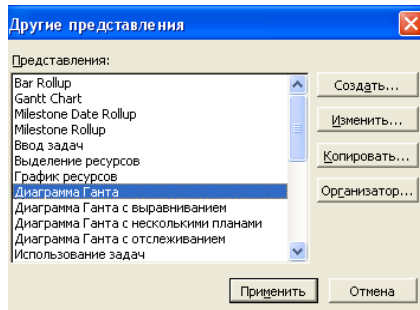 Другие представления
Представления:
Bar Rollup
Gantt Chart
Milestone Date Rollup
Milestone Rollup
Ввод задач
Выделение ресурсов
График ресурсов
Диаграмма Ганта
Диаграмма Ганта с выравниванием
Диаграмма Ганта с несколькими планами
Диаграмма Ганта с отслеживанием
Использование задач
Создать...
Изменить...
Копировать...
Организатор...
Применить
Отмена